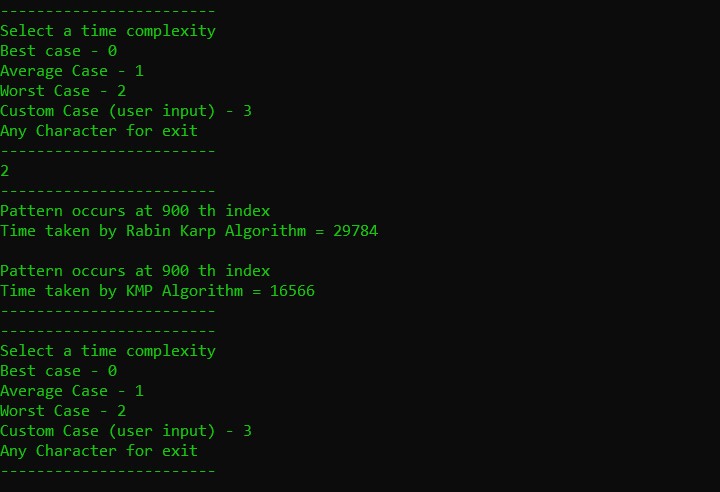 ------------------------
Select a time complexity
Best case - 0
Average Case - 1
Worst Case - 2
Custom Case (user input) - 3
Any Character for exit
------------------------
2
------------------------
Pattern occurs at 900 th index
Time taken by Rabin Karp Algorithm = 29784

Pattern occurs at 900 th index
Time taken by KMP Algorithm = 16566
------------------------
------------------------
Select a time complexity
Best case - 0
Average Case - 1
Worst Case - 2
Custom Case (user input) - 3
Any Character for exit
------------------------